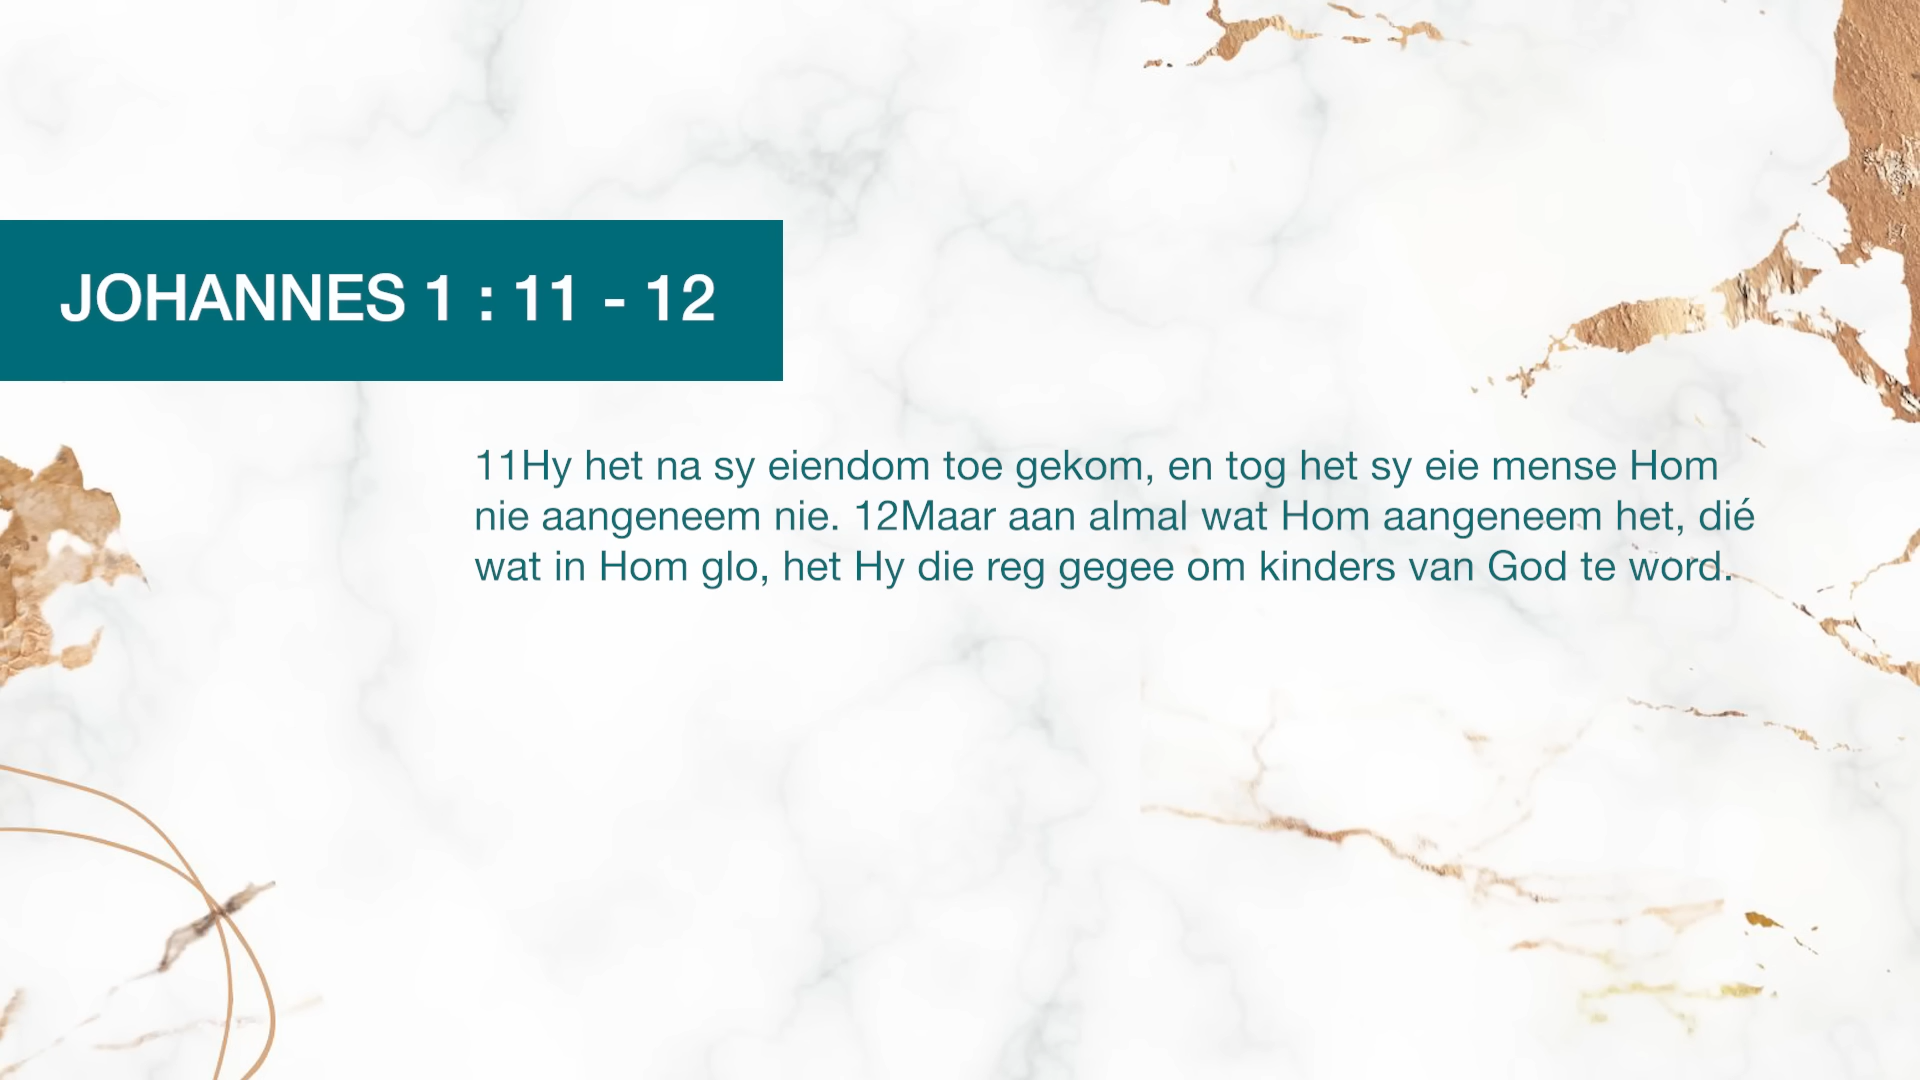 JOHANNES 1 : 11 - 12
11Hy het na sy eiendom toe gekom, en tog het sy eie mense Hom
nie aangeneem nie. 12Maar aan almal wat Hom aangeneem het, dié
wat in Hom glo, het Hy die reg gegee om kinders van God te word.